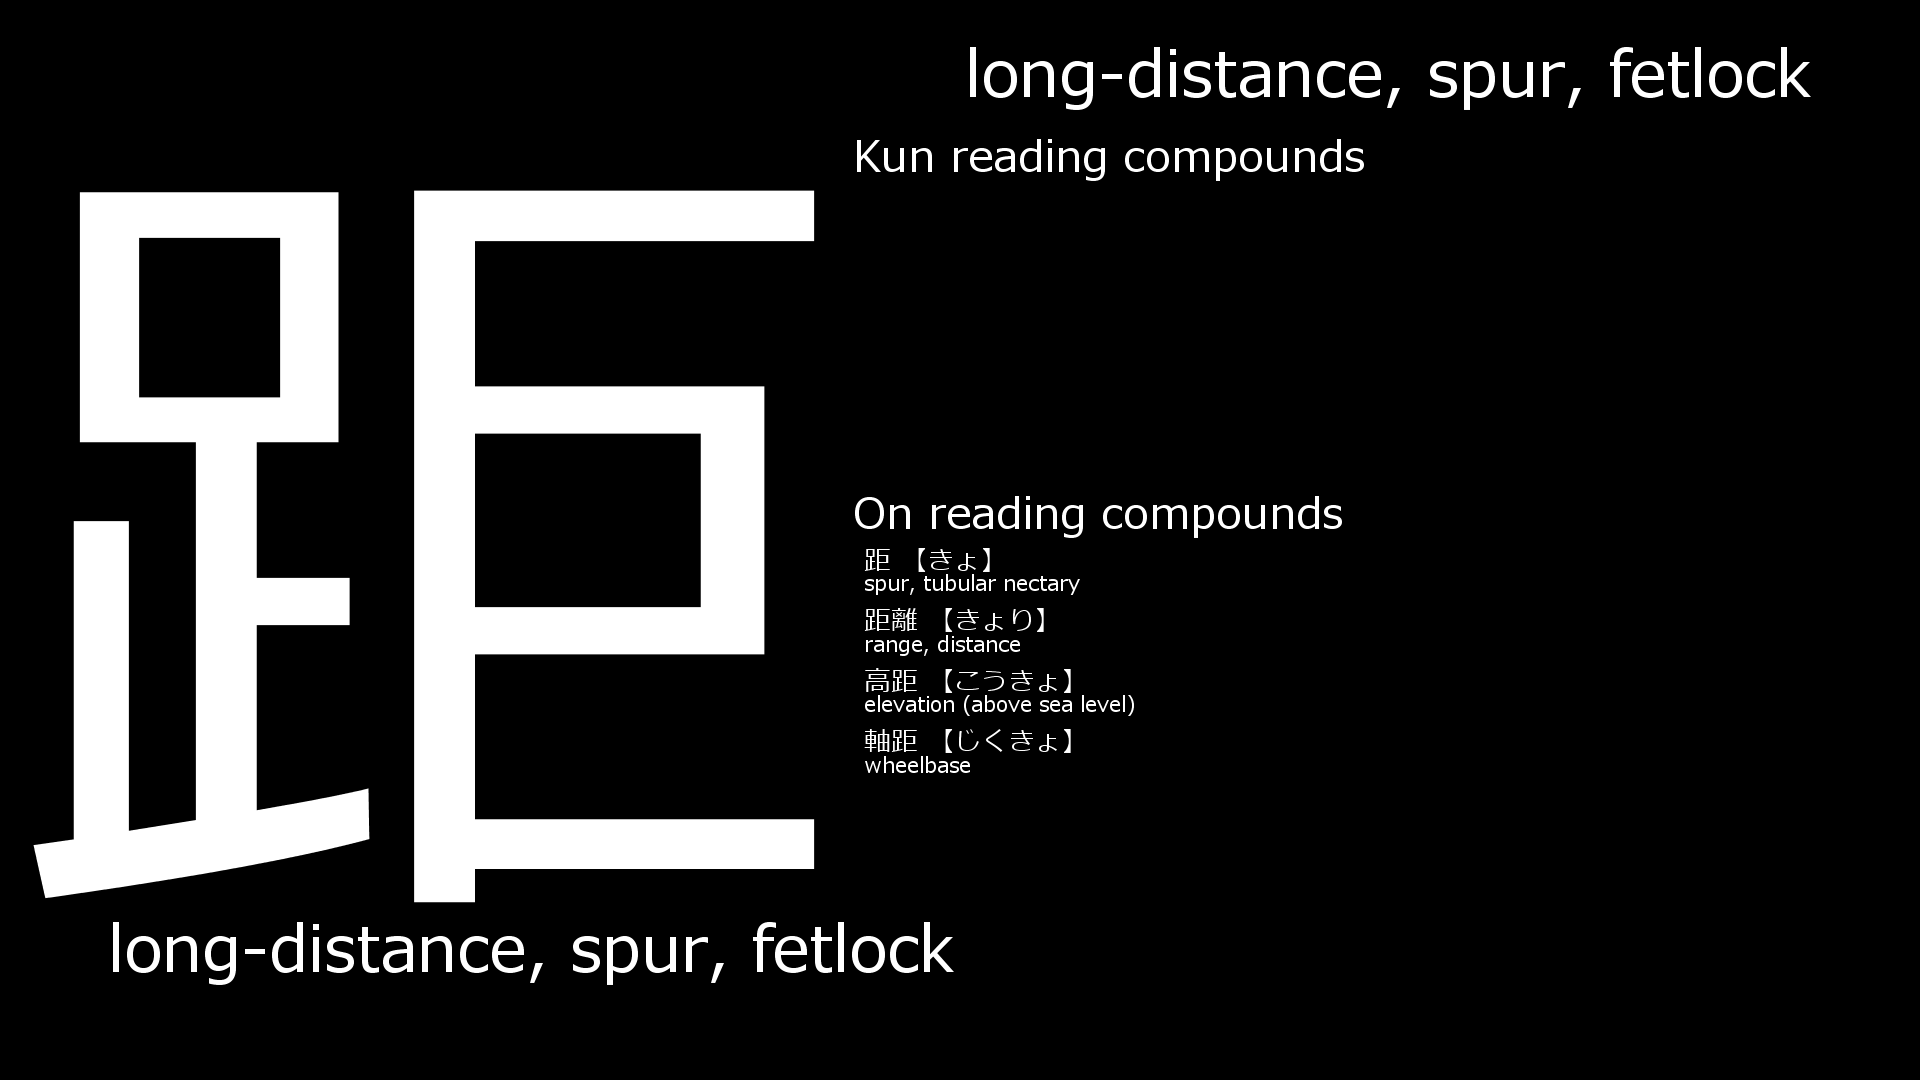 距
long-distance, spur, fetlock
long-distance, spur, fetlock
Kun reading compounds
On reading compounds
距 【きょ】
spur, tubular nectary
距離 【きょり】
range, distance
高距 【こうきょ】
elevation (above sea level)
軸距 【じくきょ】
wheelbase